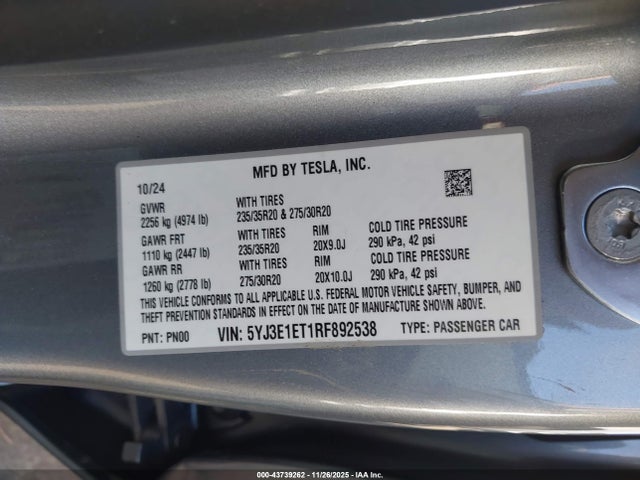 MFD BY TESLA, INC.
10/24
GVWR WITH TIRES
2256 kg (4974 lb) 235/35R20 & 275/30R20
GAWR FRT WITH TIRES RIM COLD TIRE PRESSURE
1110 kg (2447 lb) 235/35R20 20X9.0J 290 kPa, 42 psi
GAWR RR WITH TIRES RIM COLD TIRE PRESSURE
1260 kg (2778 lb) 275/30R20 20X10.0J 290 kPa, 42 psi
THIS VEHICLE CONFORMS TO ALL APPLICABLE U.S. FEDERAL MOTOR VEHICLE SAFETY, BUMPER, AND
THEFT PREVENTION STANDARDS IN EFFECT ON THE DATE OF MANUFACTURE SHOWN ABOVE.
PNT: PN00 VIN: 5YJ3E1ET1RF892538 TYPE: PASSENGER CAR
000-43739262 - 11/26/2025 - IAA Inc.